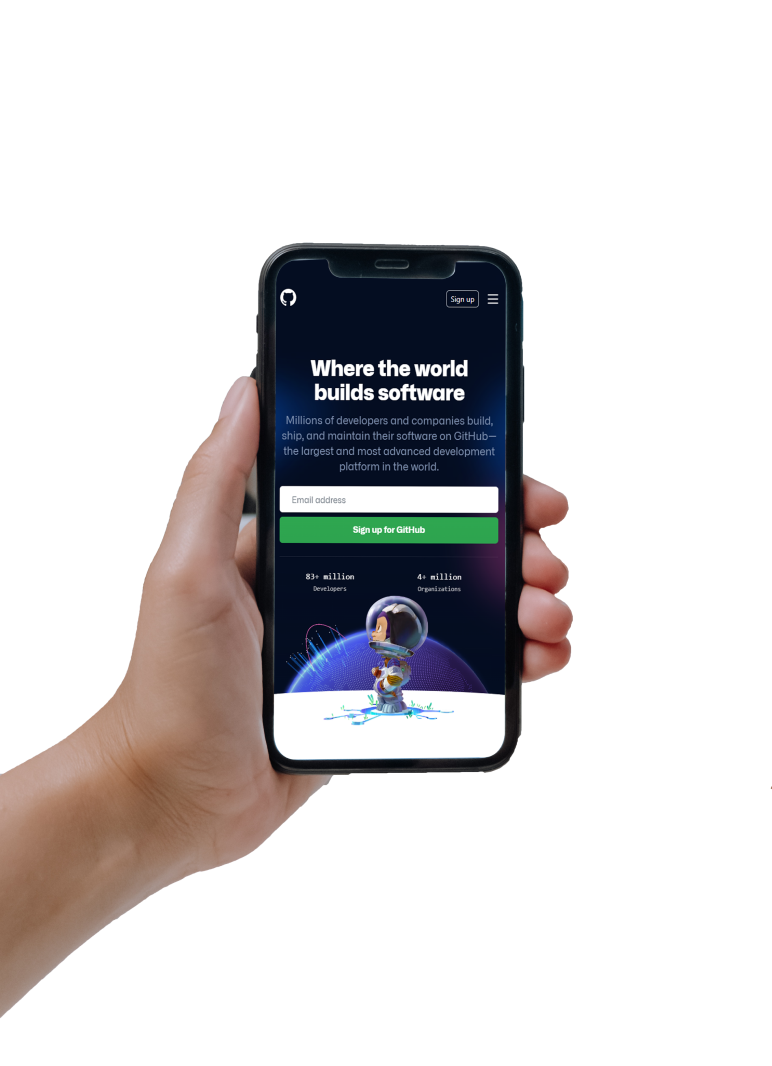 Sign up
Where the world
builds software
Millions of developers and companies build,
ship, and maintain their software on GitHub—
the largest and most advanced development
platform in the world.
Email address
Sign up for GitHub
83+ million
4+ million
Developers
Organizations